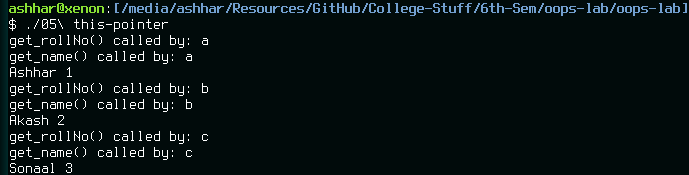 ashhar@xenon:[/media/ashhar/Resources/GitHub/College-Stuff/6th-Sem/oops-lab/oops-lab]
$ ./05\ this-pointer
get_rollNo() called by: a
get_name() called by: a
Ashhar 1
get_rollNo() called by: b
get_name() called by: b
Akash 2
get_rollNo() called by: c
get_name() called by: c
Sonaal 3